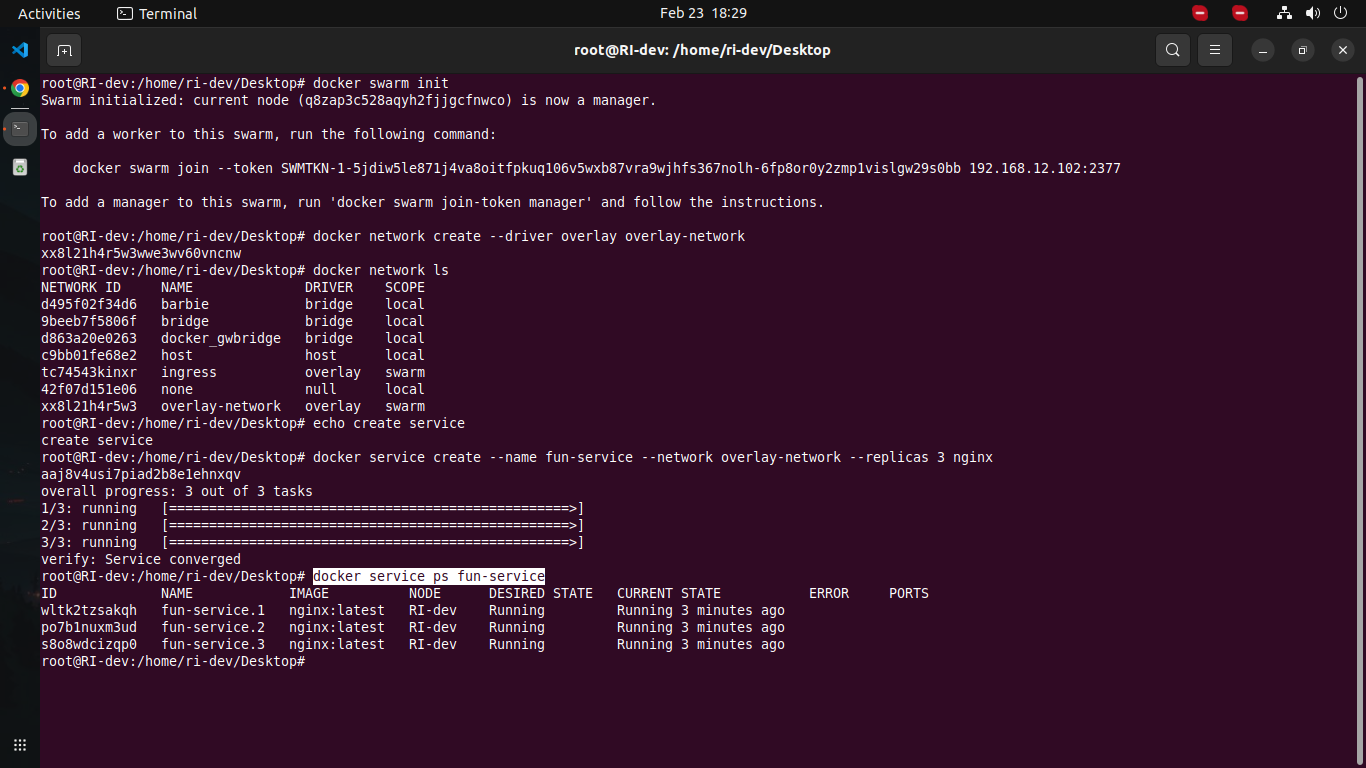 Activities Terminal Feb 23 18:29
root@RI-dev: /home/ri-dev/Desktop
root@RI-dev:/home/ri-dev/Desktop# docker swarm init
Swarm initialized: current node (q8zap3c528aqyh2fjjgcfnwco) is now a manager.
To add a worker to this swarm, run the following command:
docker swarm join --token SWMTKN-1-5jdiw5le871j4va8oitfpkuq106v5wxb87vra9wjhfs367nolh-6fp8or0y2zmp1vislgw29s0bb 192.168.12.102:2377
To add a manager to this swarm, run 'docker swarm join-token manager' and follow the instructions.
root@RI-dev:/home/ri-dev/Desktop# docker network create --driver overlay overlay-network
xx8l21h4r5w3wwe3wv60vncnw
root@RI-dev:/home/ri-dev/Desktop# docker network ls
NETWORK ID NAME DRIVER SCOPE
d495f02f34d6 barbie bridge local
9beeb7f5806f bridge bridge local
d863a20e0263 docker_gwbridge bridge local
c9bb01fe68e2 host host local
tc74543kinxr ingress overlay swarm
42f07d151e06 none null local
xx8l21h4r5w3 overlay-network overlay swarm
root@RI-dev:/home/ri-dev/Desktop# echo create service
create service
root@RI-dev:/home/ri-dev/Desktop# docker service create --name fun-service --network overlay-network --replicas 3 nginx
aaj8v4usi7piad2b8e1ehnxqv
overall progress: 3 out of 3 tasks
1/3: running [==================================================>]
2/3: running [==================================================>]
3/3: running [==================================================>]
verify: Service converged
root@RI-dev:/home/ri-dev/Desktop# docker service ps fun-service
ID NAME IMAGE NODE DESIRED STATE CURRENT STATE ERROR PORTS
wltk2tzsakqh fun-service.1 nginx:latest RI-dev Running Running 3 minutes ago
po7b1nuxm3ud fun-service.2 nginx:latest RI-dev Running Running 3 minutes ago
s8o8wdcizqp0 fun-service.3 nginx:latest RI-dev Running Running 3 minutes ago
root@RI-dev:/home/ri-dev/Desktop#